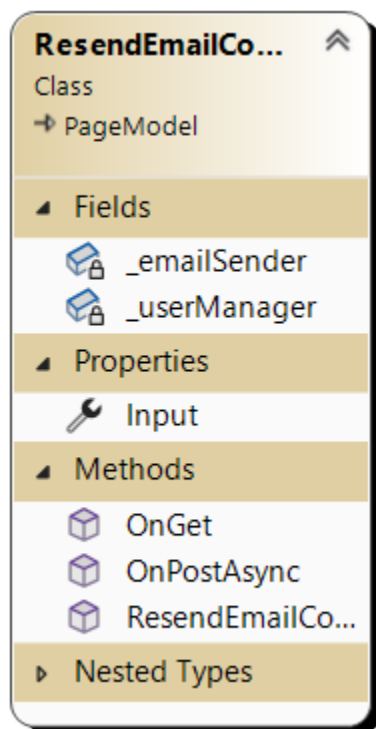 ResendEmailCo...
Class
PageModel
Fields
_emailSender
_userManager
Properties
Input
Methods
OnGet
OnPostAsync
ResendEmailCo...
Nested Types